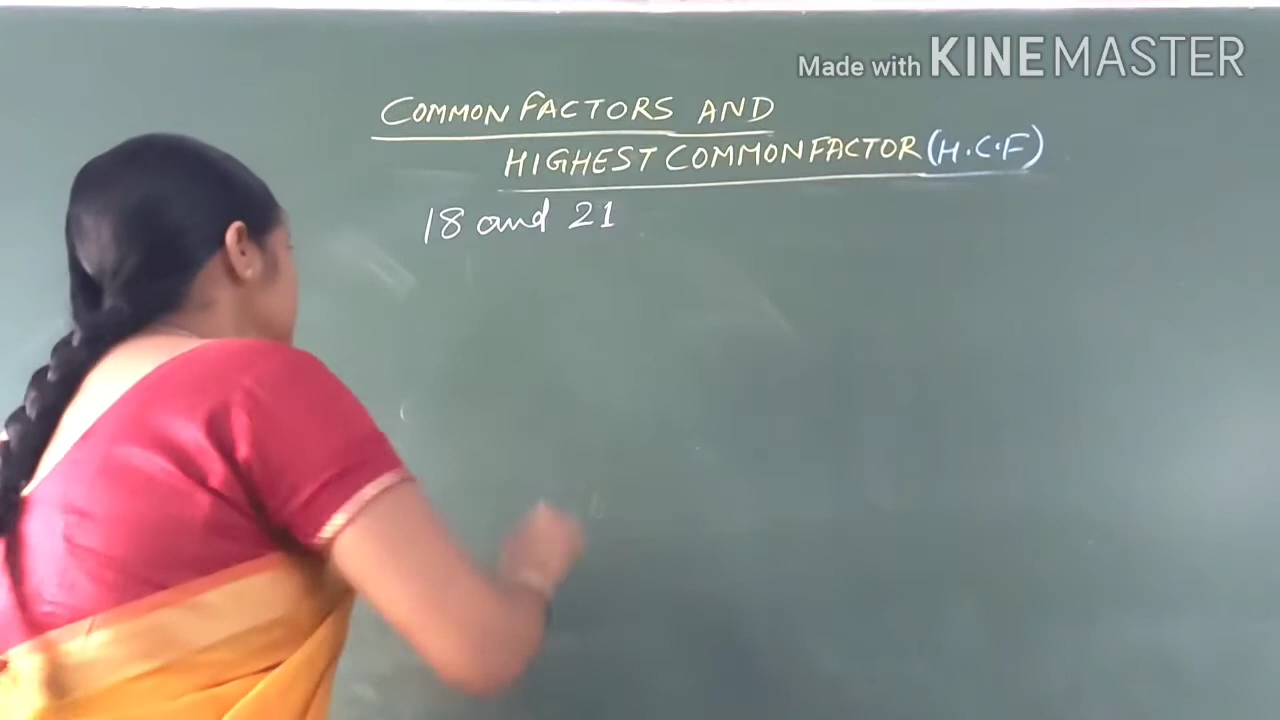 Made with KINEMASTER
COMMON FACTORS AND
HIGHEST COMMON FACTOR (H.C.F)
18 and 21